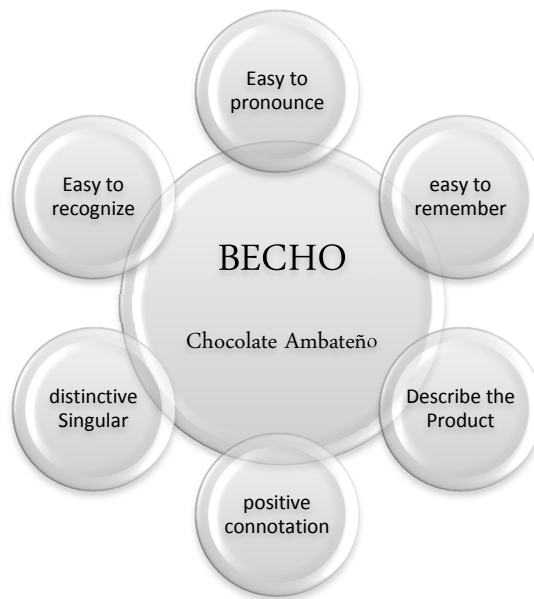 Easy to
pronounce
Easy to
recognize
easy to
remember
BECHO
Chocolate Ambateño
distinctive
Singular
Describe the
Product
positive
connotation